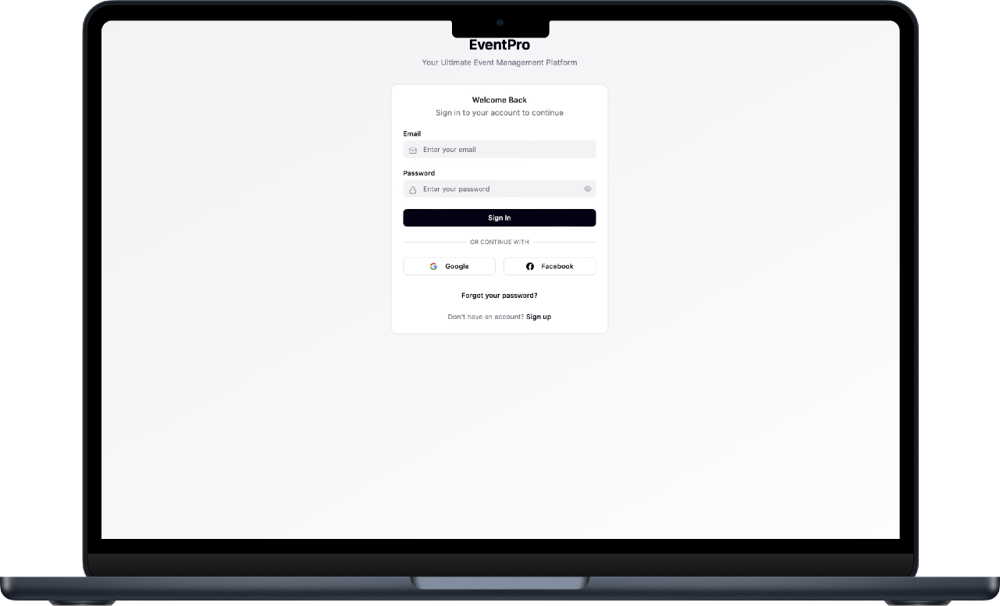 EventPro
Your Ultimate Event Management Platform
Welcome Back
Sign in to your account to continue
Email
Enter your email
Password
Enter your password
Sign In
OR CONTINUE WITH
Google
Facebook
Forgot your password?
Don't have an account? Sign up